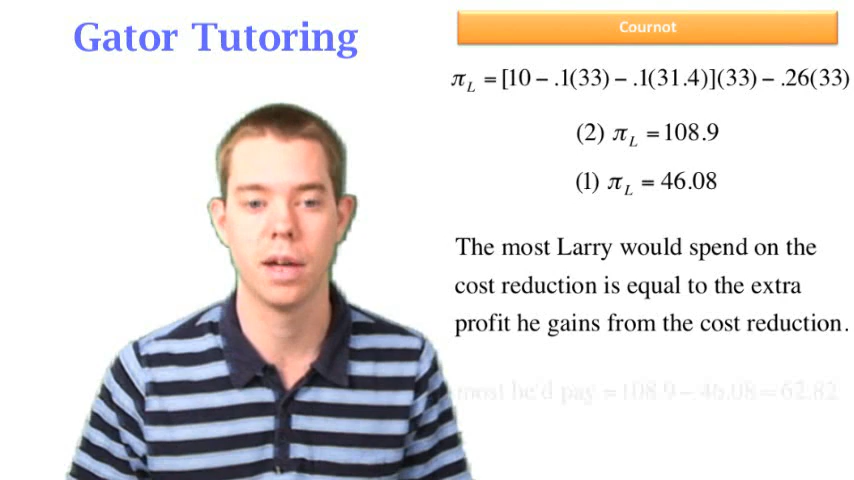 Gator Tutoring
Cournot
π_L = [10 − .1(33) − .1(31.4)](33) − .26(33)
(2) π_L = 108.9
(1) π_L = 46.08
The most Larry would spend on the
cost reduction is equal to the extra
profit he gains from the cost reduction.
most he'd pay = 108.9 − 46.08 = 62.82